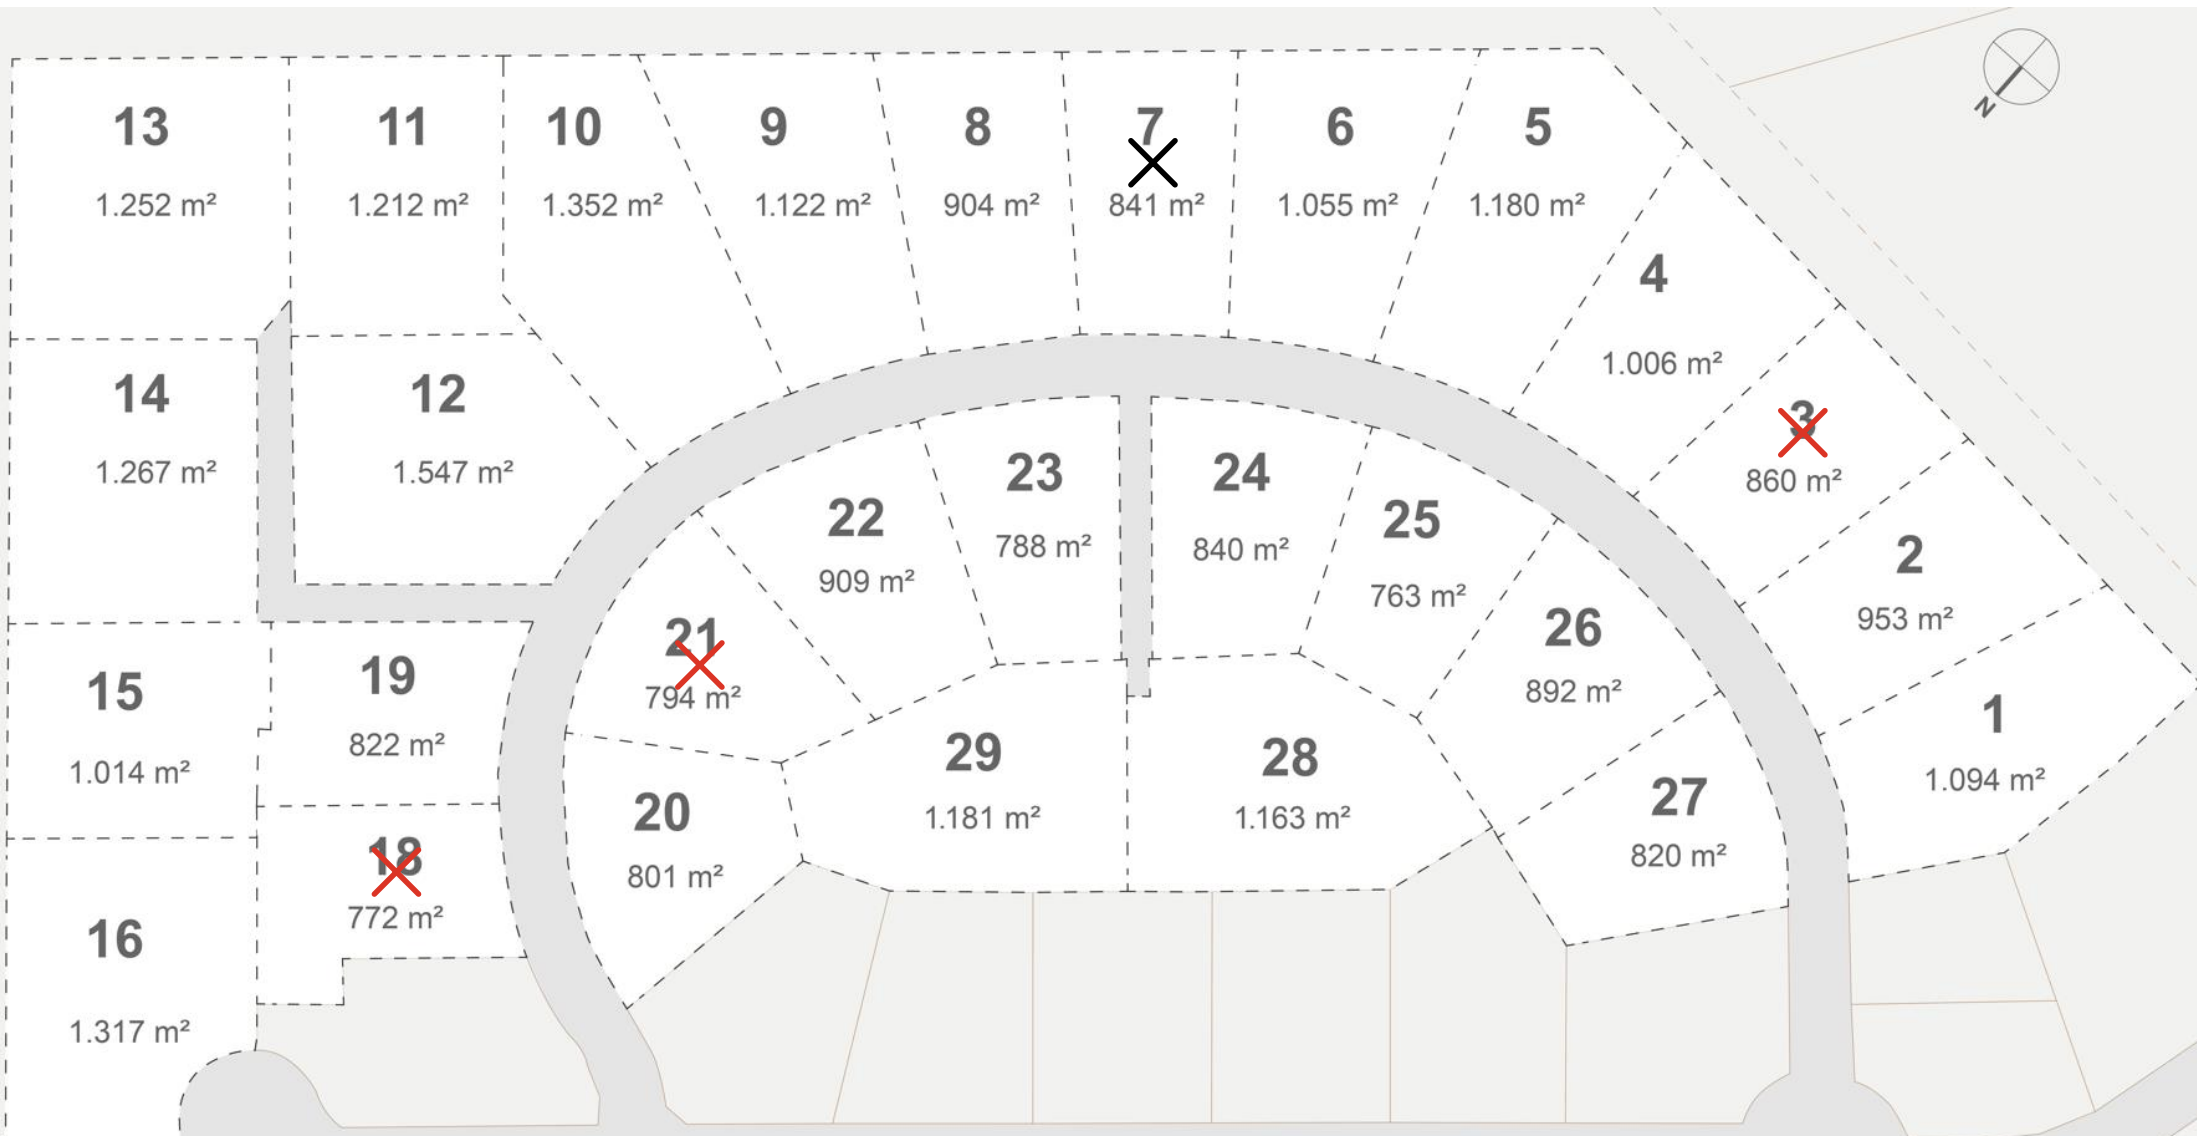 13
1.252 m²
11
1.212 m²
10
1.352 m²
9
1.122 m²
8
904 m²
7
841 m²
6
1.055 m²
5
1.180 m²
N
4
1.006 m²
3
860 m²
2
953 m²
1
1.094 m²
14
1.267 m²
12
1.547 m²
23
788 m²
24
840 m²
22
909 m²
25
763 m²
26
892 m²
21
794 m²
15
1.014 m²
19
822 m²
29
1.181 m²
28
1.163 m²
27
820 m²
20
801 m²
18
772 m²
16
1.317 m²